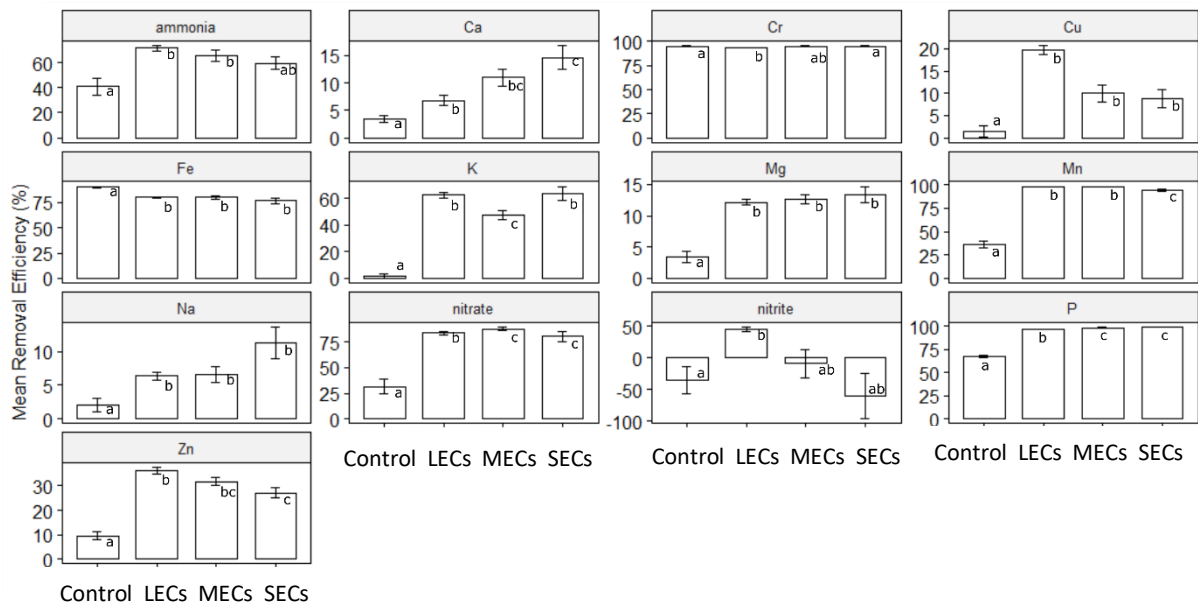 Mean Removal Efficiency (%)
ammonia
60
40
20
0
a
b
b
ab
Ca
15
10
5
0
a
b
bc
c
Cr
100
75
50
25
0
a
b
ab
a
Cu
20
15
10
5
0
a
b
b
b
Fe
75
50
25
0
a
b
b
b
K
60
40
20
0
a
b
c
b
Mg
15
10
5
0
a
b
b
b
Mn
100
75
50
25
0
a
b
b
c
Na
10
5
0
a
b
b
b
nitrate
75
50
25
0
a
b
c
c
nitrite
50
0
-50
-100
a
b
ab
ab
P
100
75
50
25
0
a
b
c
c
Zn
30
20
10
0
a
b
bc
c
Control LECs MECs SECs
Control LECs MECs SECs
Control LECs MECs SECs
Control LECs MECs SECs